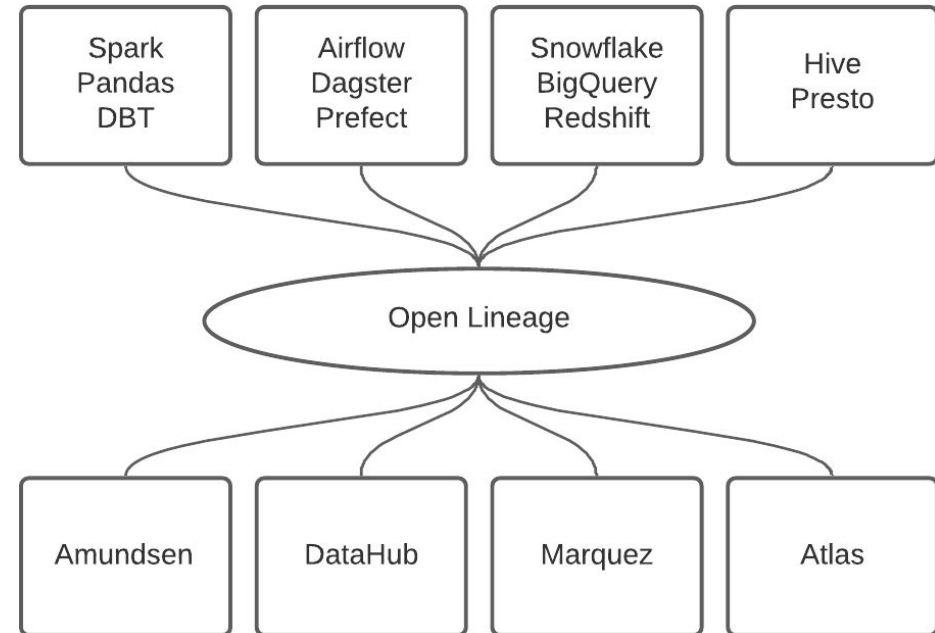 Spark
Pandas
DBT
Airflow
Dagster
Prefect
Snowflake
BigQuery
Redshift
Hive
Presto
Open Lineage
Amundsen
DataHub
Marquez
Atlas